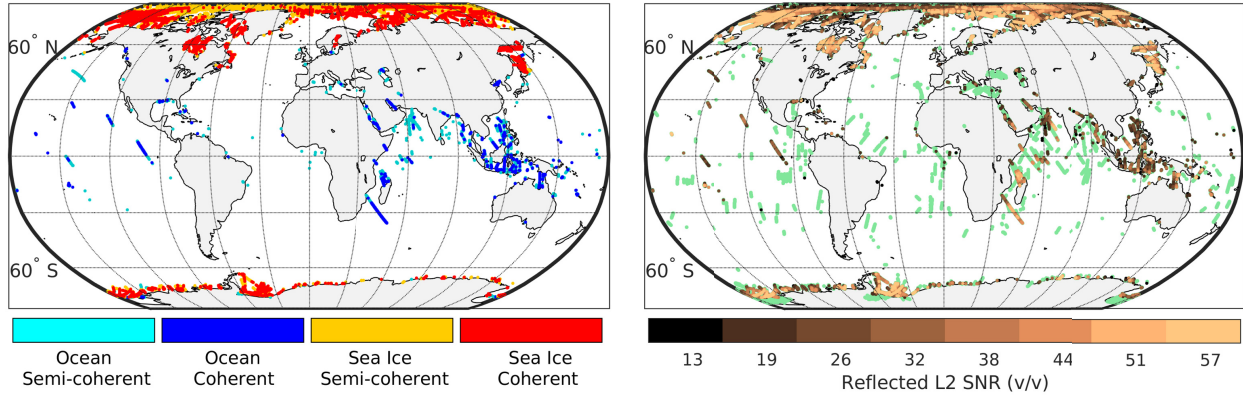 60° N
60° S
Ocean
Semi-coherent
Ocean
Coherent
Sea Ice
Semi-coherent
Sea Ice
Coherent
60° N
60° S
13 19 26 32 38 44 51 57
Reflected L2 SNR (v/v)